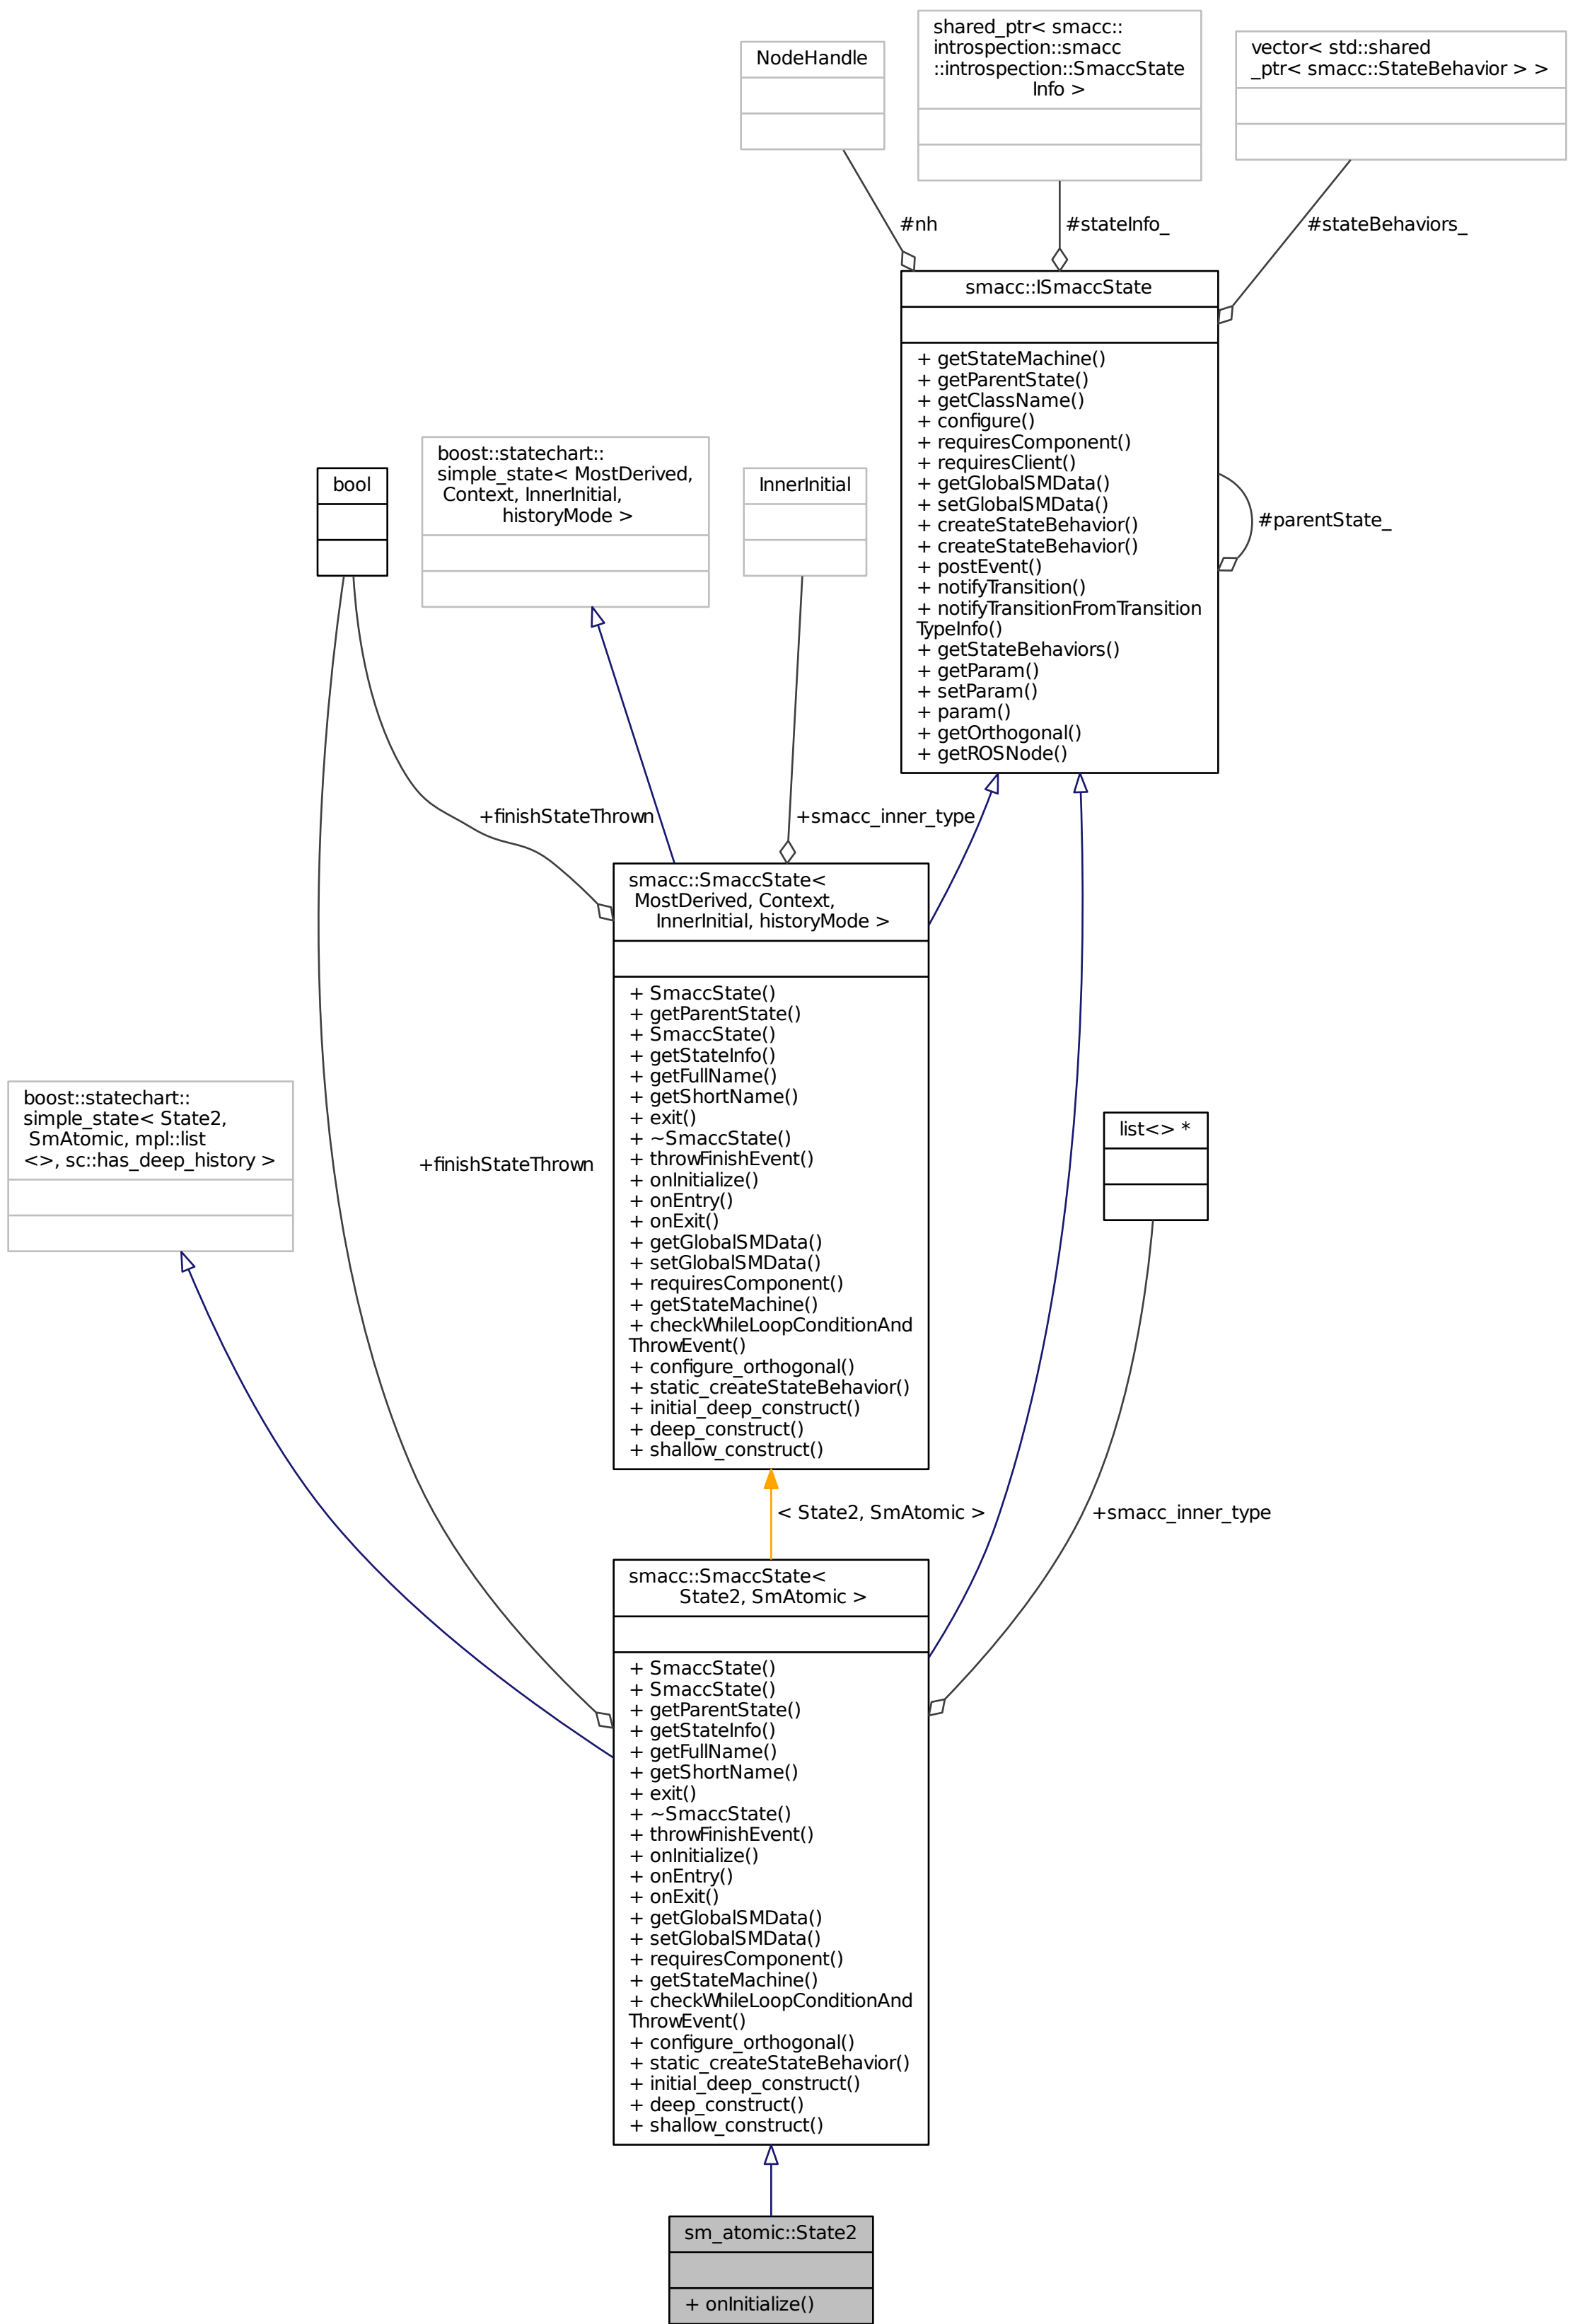 NodeHandle
shared_ptr< smacc::
introspection::smacc
::introspection::SmaccState
Info >
vector< std::shared
_ptr< smacc::StateBehavior > >
#nh
#stateInfo_
#stateBehaviors_
smacc::ISmaccState
+ getStateMachine()
+ getParentState()
+ getClassName()
+ configure()
+ requiresComponent()
+ requiresClient()
+ getGlobalSMData()
+ setGlobalSMData()
+ createStateBehavior()
+ createStateBehavior()
+ postEvent()
+ notifyTransition()
+ notifyTransitionFromTransition
TypeInfo()
+ getStateBehaviors()
+ getParam()
+ setParam()
+ param()
+ getOrthogonal()
+ getROSNode()
#parentState_
bool
boost::statechart::
simple_state< MostDerived,
Context, InnerInitial,
historyMode >
InnerInitial
+finishStateThrown
+smacc_inner_type
smacc::SmaccState<
MostDerived, Context,
InnerInitial, historyMode >
+ SmaccState()
+ getParentState()
+ SmaccState()
+ getStateInfo()
+ getFullName()
+ getShortName()
+ exit()
+ ~SmaccState()
+ throwFinishEvent()
+ onInitialize()
+ onEntry()
+ onExit()
+ getGlobalSMData()
+ setGlobalSMData()
+ requiresComponent()
+ getStateMachine()
+ checkWhileLoopConditionAnd
ThrowEvent()
+ configure_orthogonal()
+ static_createStateBehavior()
+ initial_deep_construct()
+ deep_construct()
+ shallow_construct()
boost::statechart::
simple_state< State2,
SmAtomic, mpl::list
<>, sc::has_deep_history >
+finishStateThrown
list<> *
< State2, SmAtomic >
+smacc_inner_type
smacc::SmaccState<
State2, SmAtomic >
+ SmaccState()
+ SmaccState()
+ getParentState()
+ getStateInfo()
+ getFullName()
+ getShortName()
+ exit()
+ ~SmaccState()
+ throwFinishEvent()
+ onInitialize()
+ onEntry()
+ onExit()
+ getGlobalSMData()
+ setGlobalSMData()
+ requiresComponent()
+ getStateMachine()
+ checkWhileLoopConditionAnd
ThrowEvent()
+ configure_orthogonal()
+ static_createStateBehavior()
+ initial_deep_construct()
+ deep_construct()
+ shallow_construct()
sm_atomic::State2
+ onInitialize()